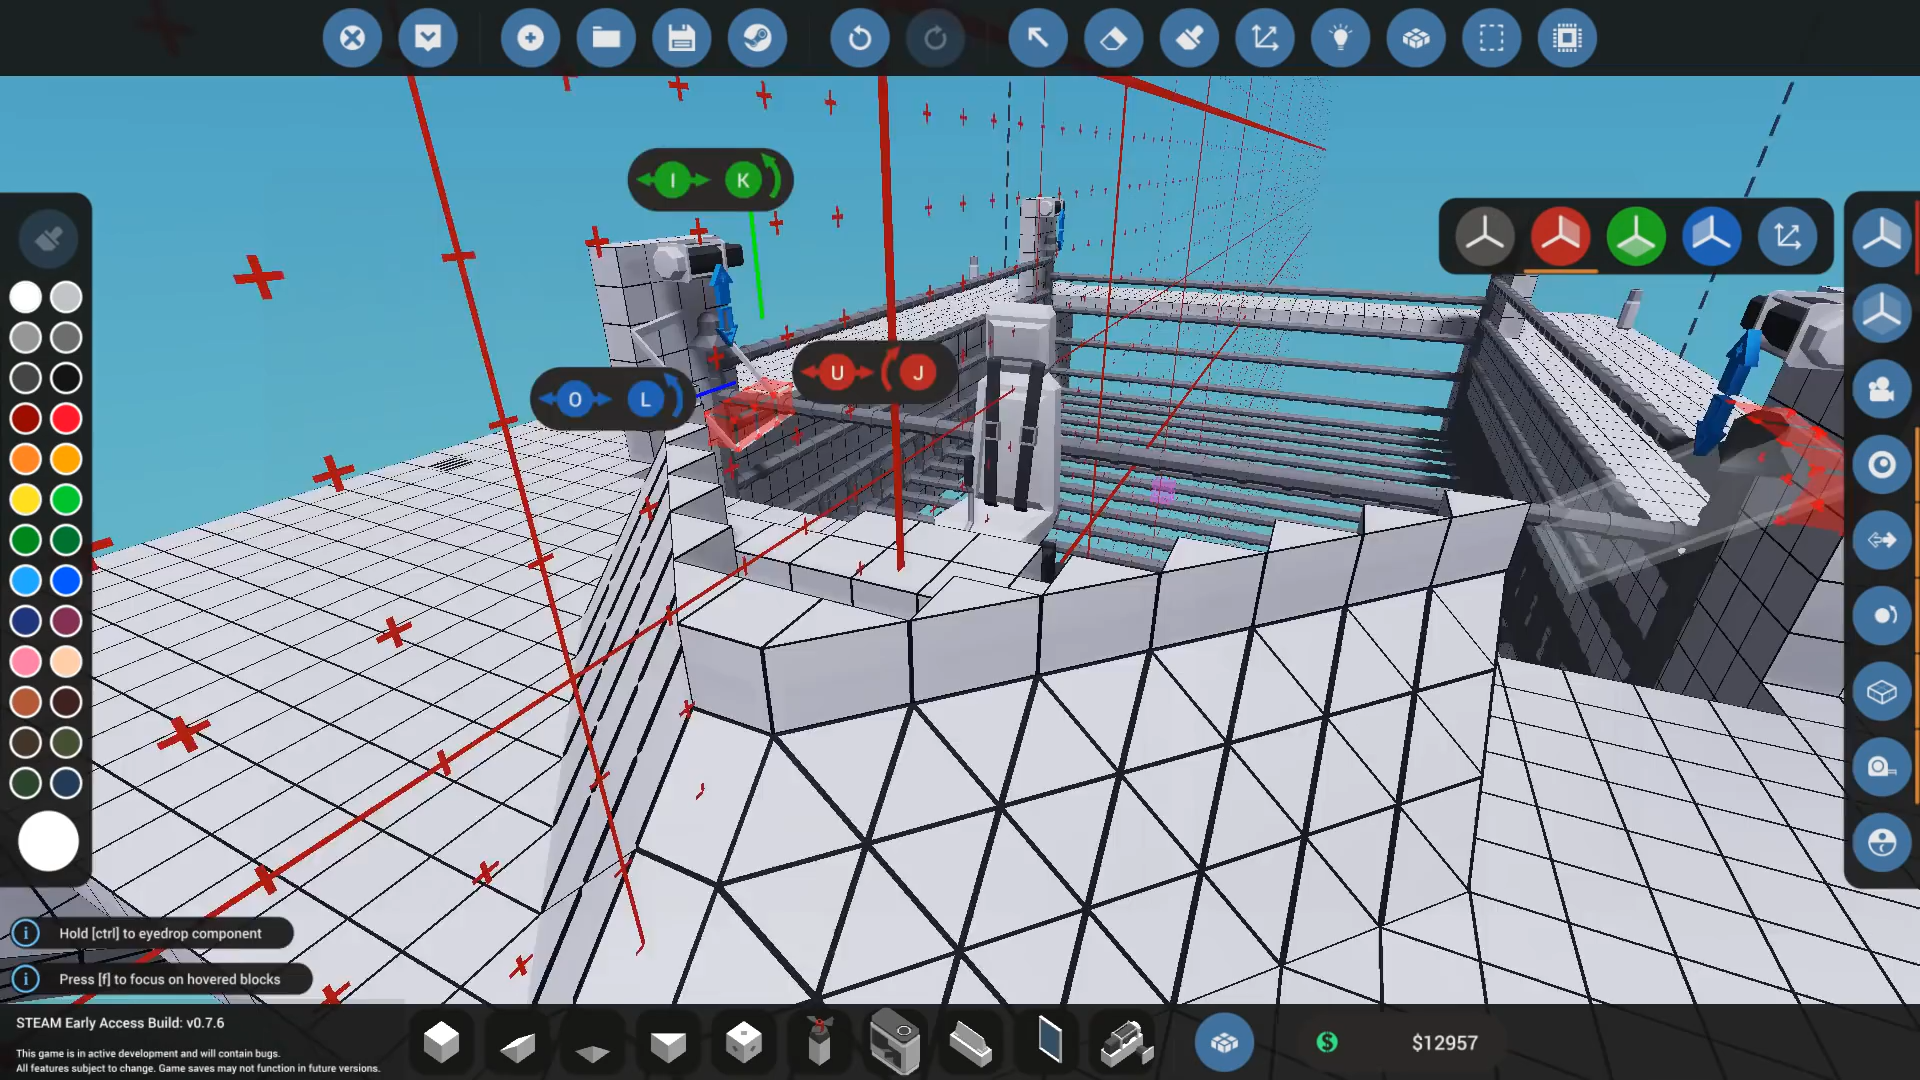 I K
O L
U J
Hold [ctrl] to eyedrop component
Press [f] to focus on hovered blocks
STEAM Early Access Build: v0.7.6
This game is in active development and will contain bugs.
All features subject to change. Game saves may not function in future versions.
$12957